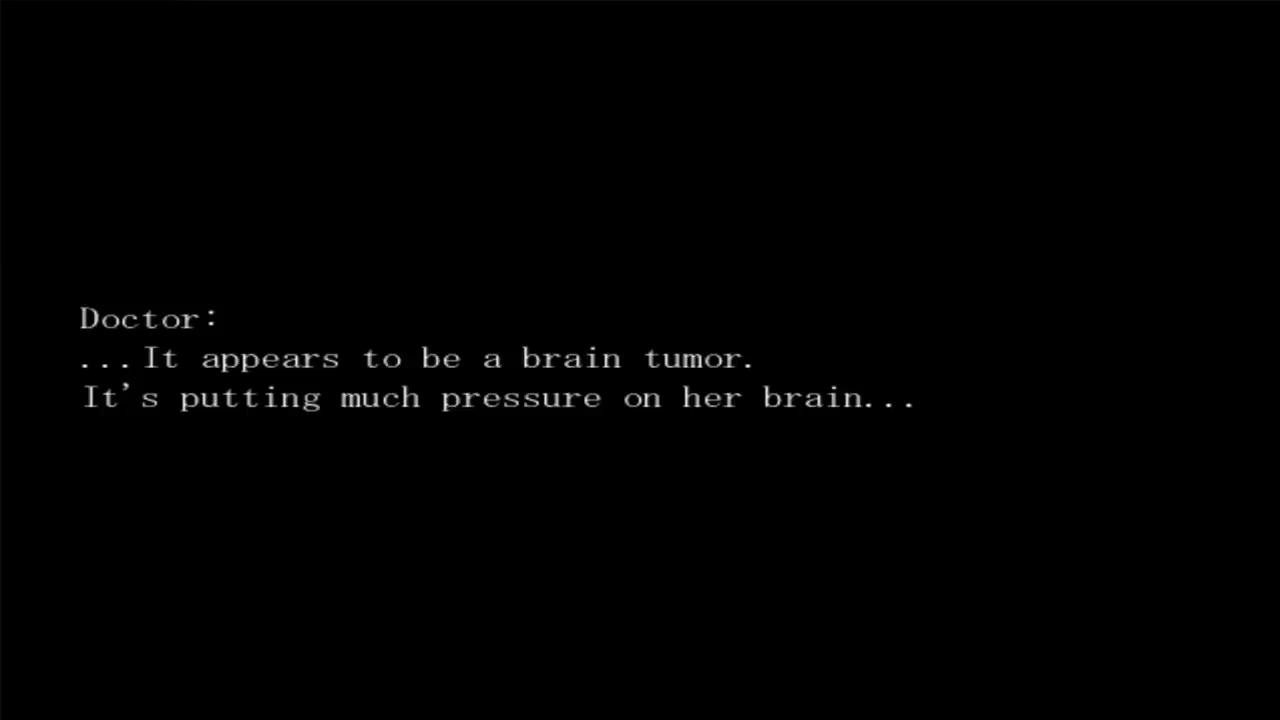 Doctor:
...It appears to be a brain tumor.
It's putting much pressure on her brain...